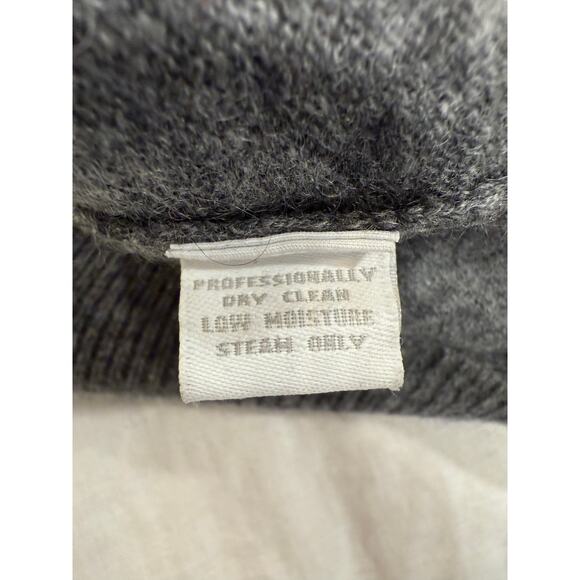 PROFESSIONALLY
DRY CLEAN
LOW MOISTURE
STEAM ONLY